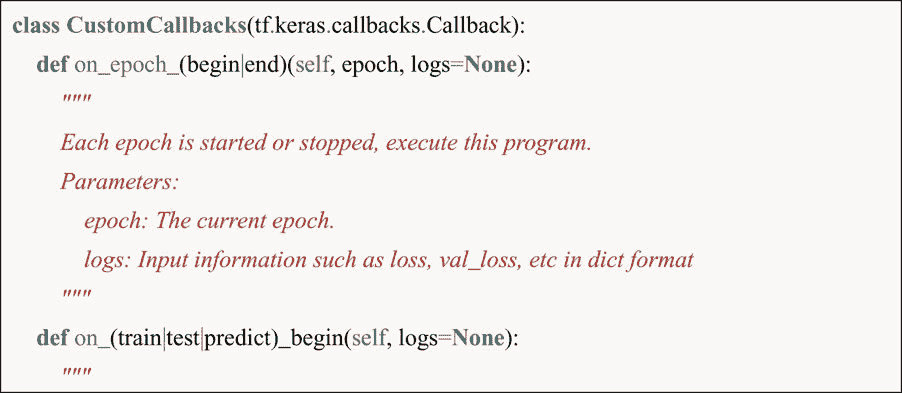 class CustomCallbacks(tf.keras.callbacks.Callback):
def on_epoch_(begin|end)(self, epoch, logs=None):
"""
Each epoch is started or stopped, execute this program.
Parameters:
epoch: The current epoch.
logs: Input information such as loss, val_loss, etc in dict format
"""
def on_(train|test|predict)_begin(self, logs=None):
"""